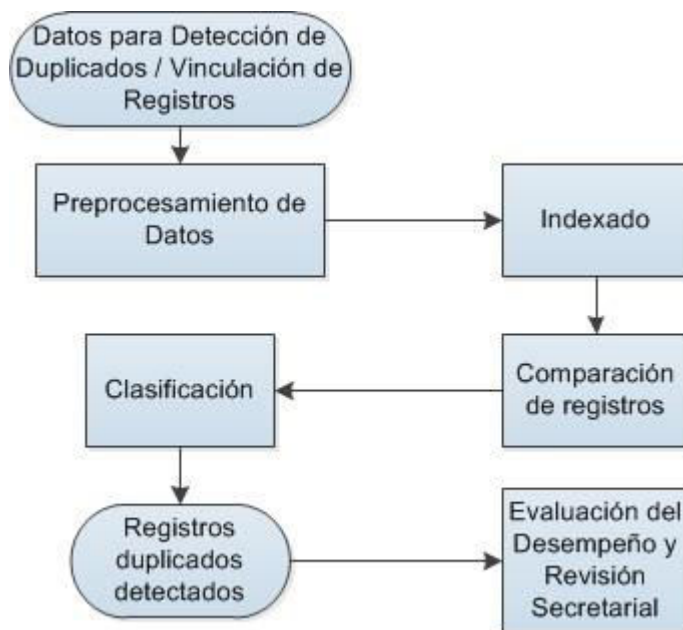 Datos para Detección de
Duplicados / Vinculación de
Registros
Preprocesamiento de
Datos
Indexado
Comparación
de registros
Clasificación
Registros
duplicados
detectados
Evaluación del
Desempeño y
Revisión
Secretarial